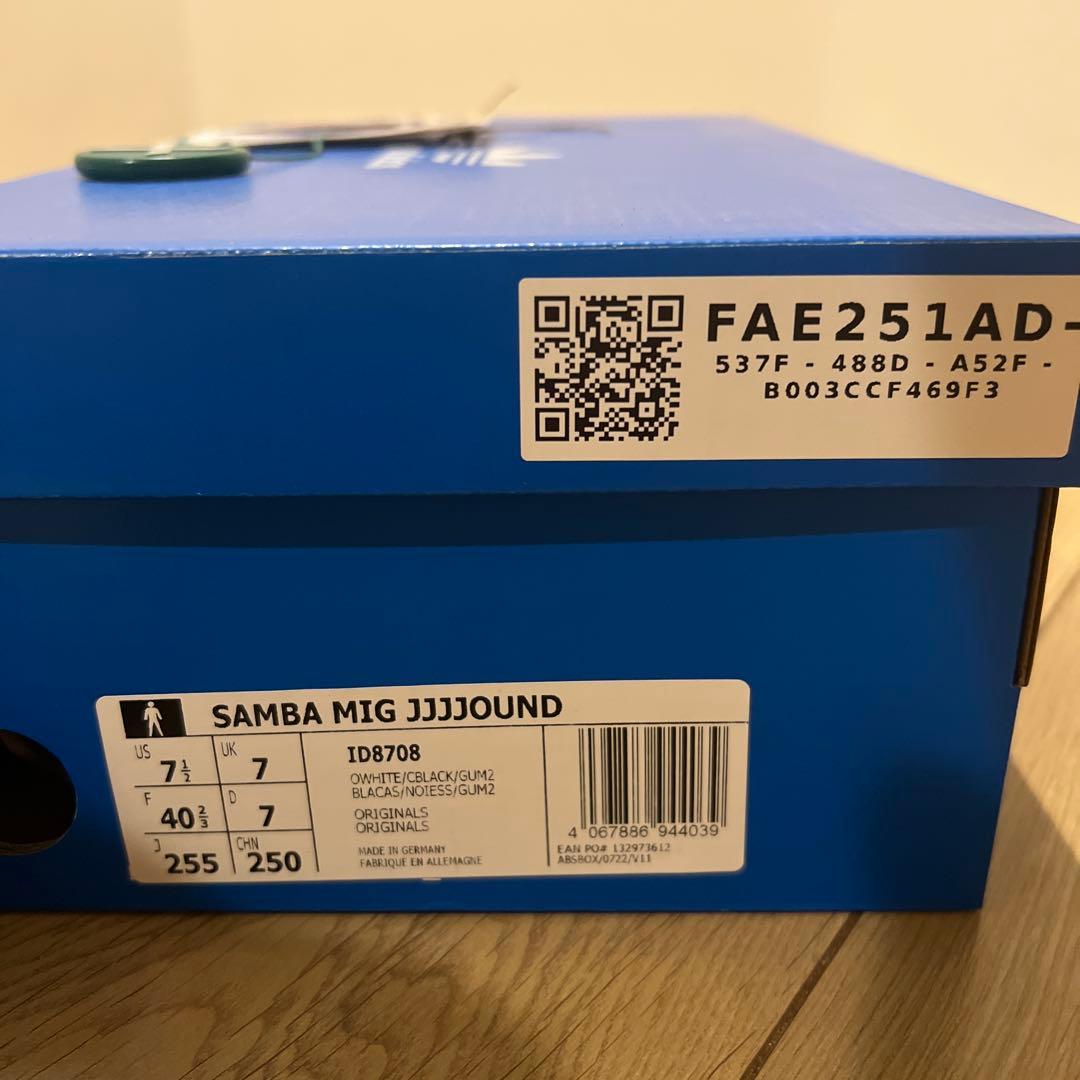 FAE251AD-
537F - 488D - A52F -
B003CCF469F3
SAMBA MIG JJJJOUND
US 7½ UK 7
F 40⅔ D 7
J 255 CHN 250
ID8708
OWHITE/CBLACK/GUM2
BLACAS/NOIESS/GUM2
ORIGINALS
ORIGINALS
MADE IN GERMANY
FABRIQUE EN ALLEMAGNE
4 067886 944039
EAN PO# 132973612
ABSBOX/0722/V11